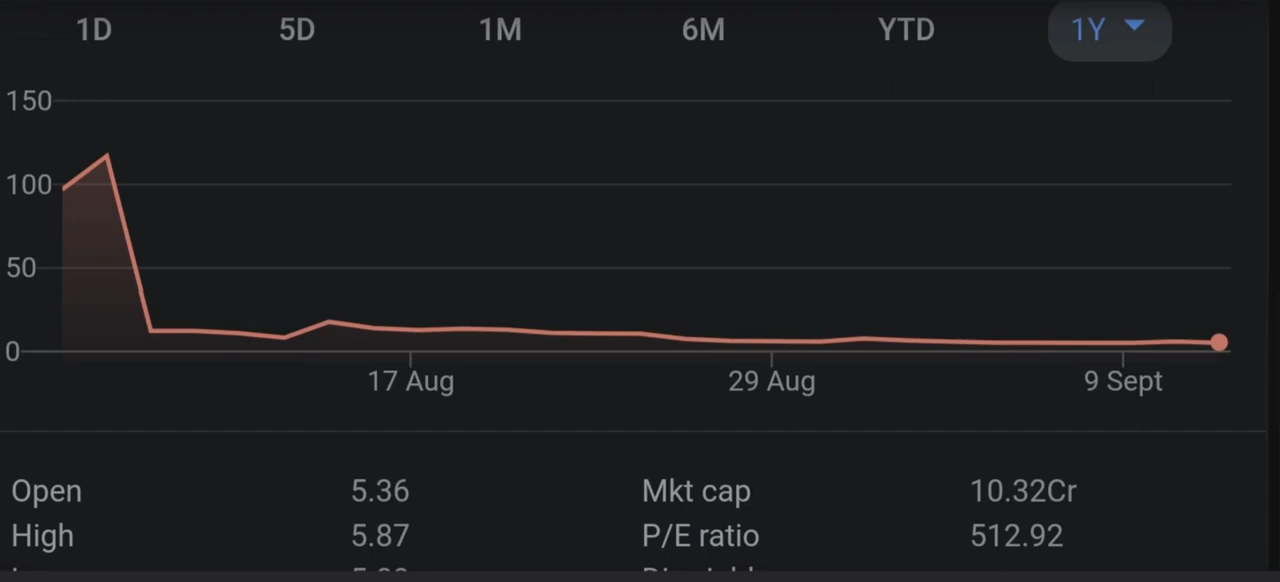 1D 5D 1M 6M YTD 1Y
150
100
50
0
17 Aug 29 Aug 9 Sept
Open 5.36 Mkt cap 10.32Cr
High 5.87 P/E ratio 512.92